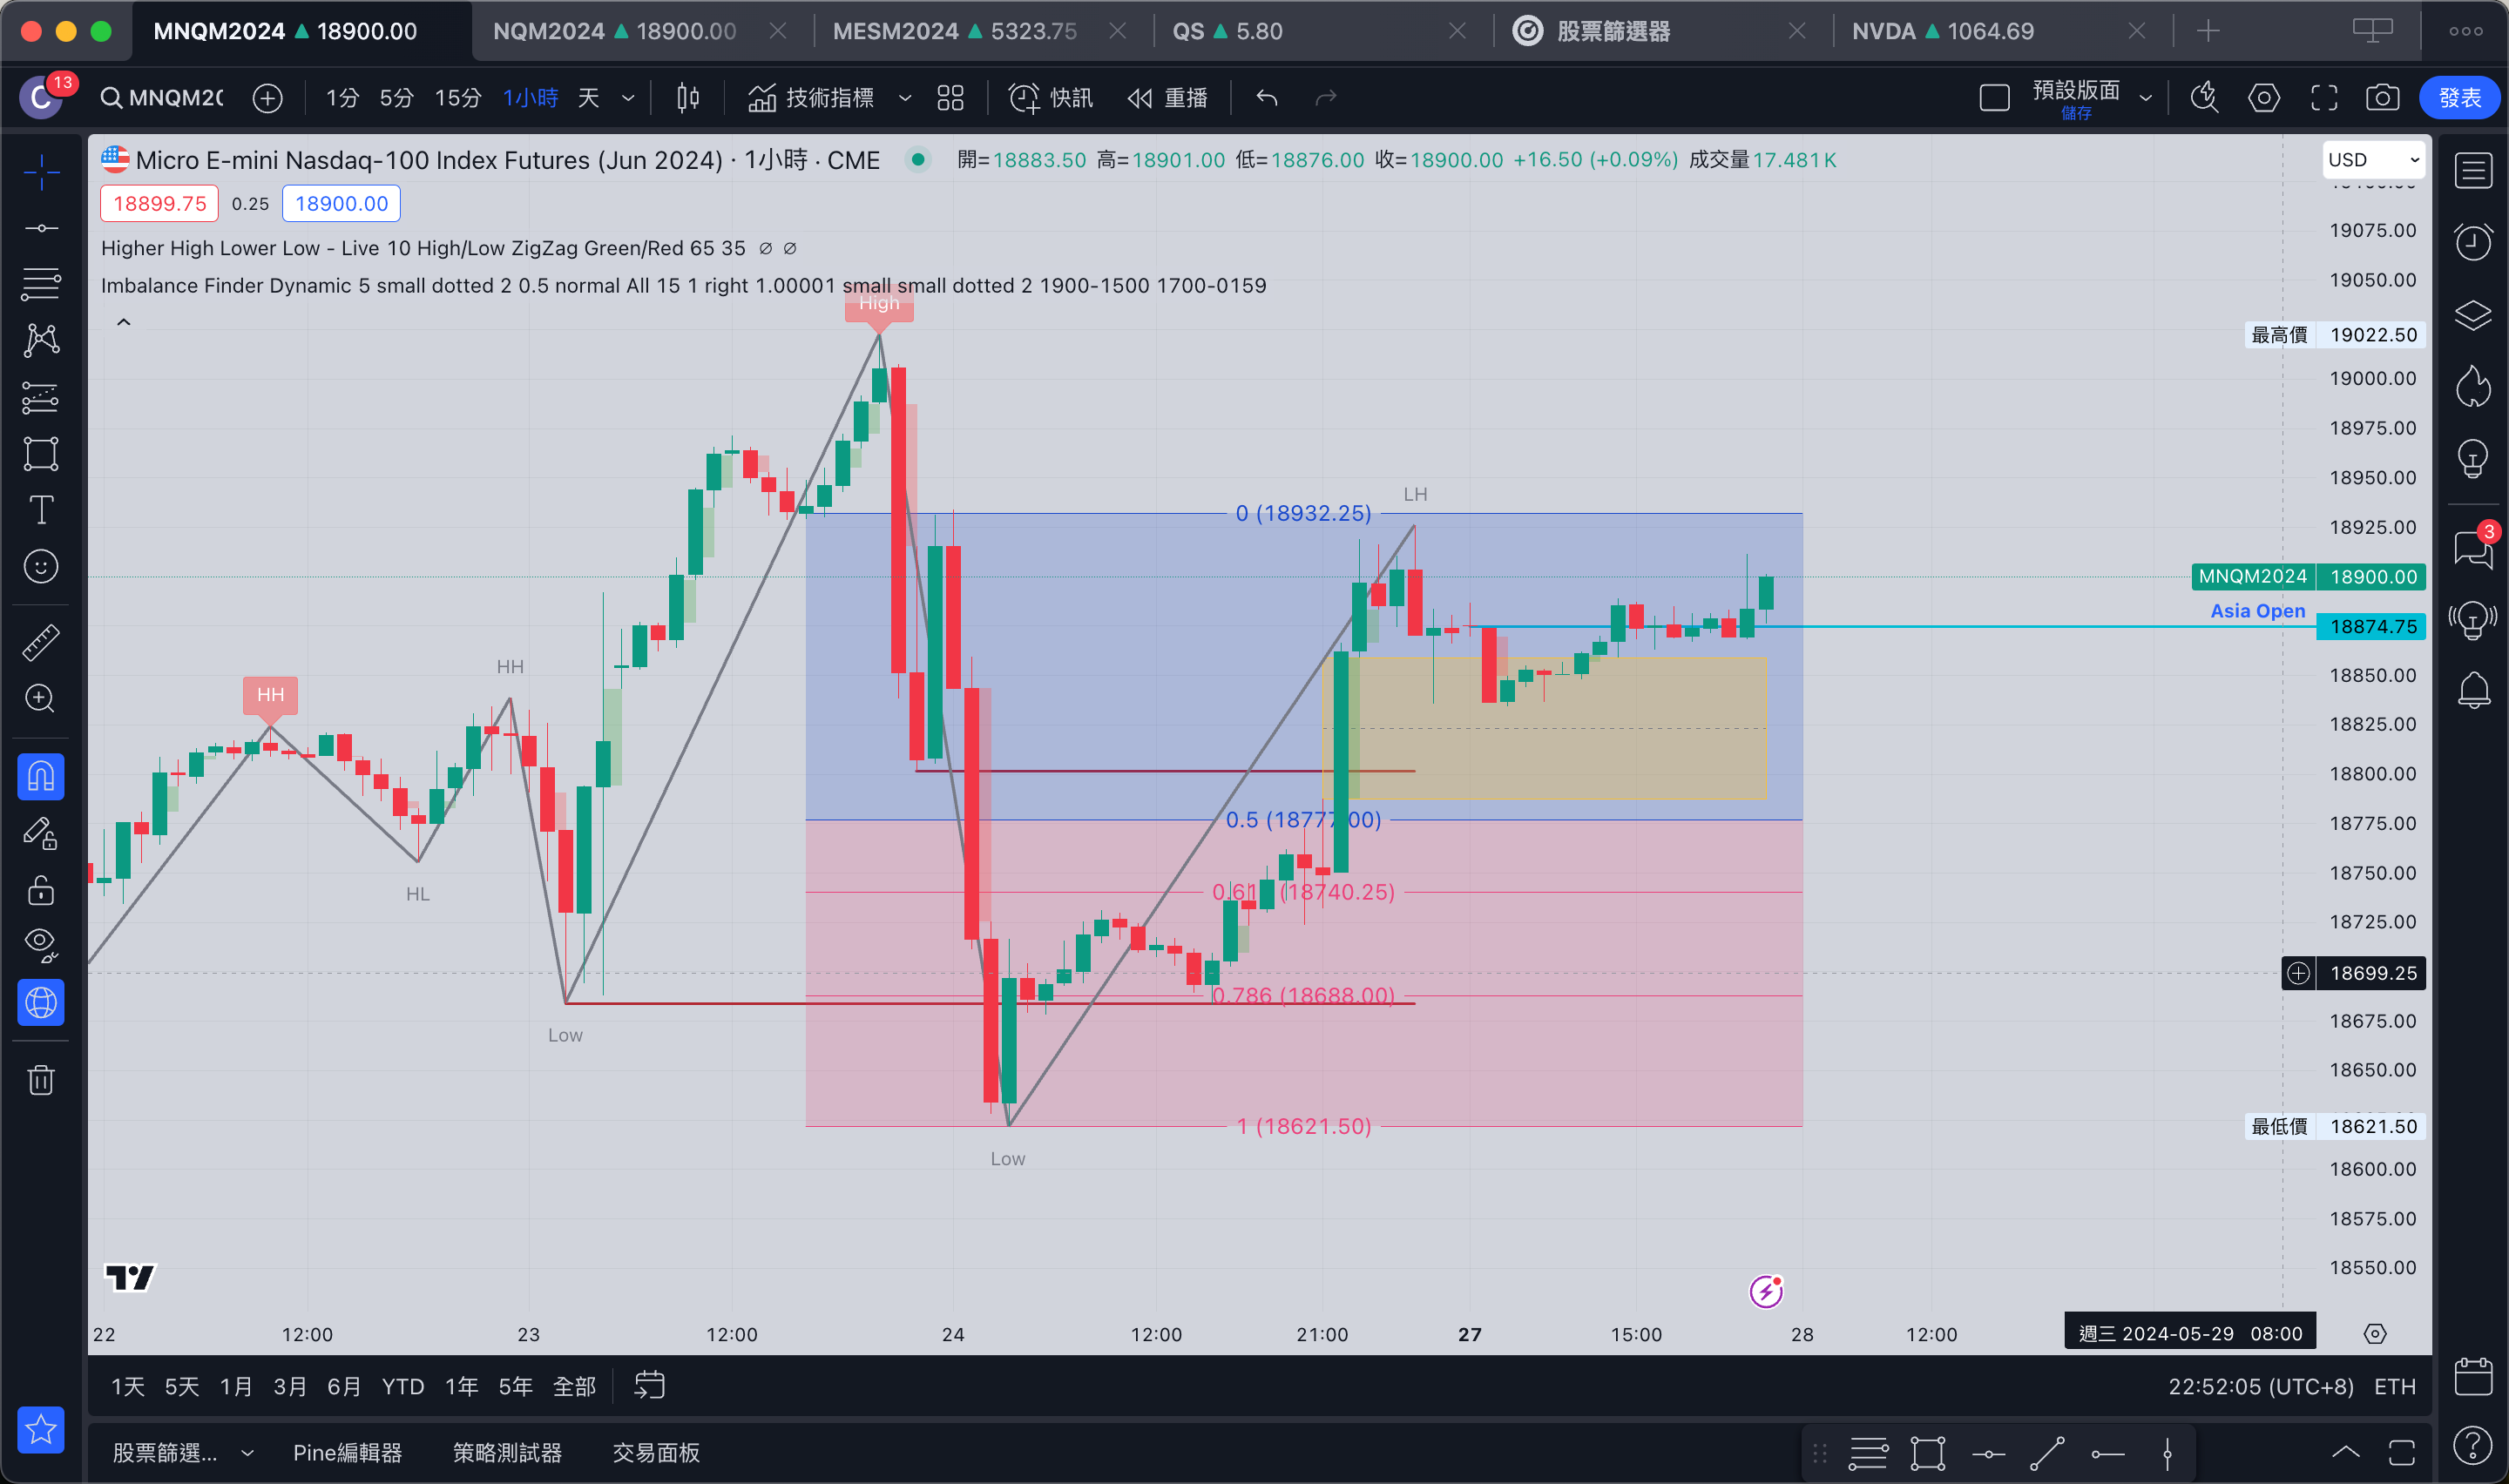 MNQM2024 ▲ 18900.00
NQM2024 ▲ 18900.00
MESM2024 ▲ 5323.75
QS ▲ 5.80
股票篩選器
NVDA ▲ 1064.69
C
13
MNQM2
1分 5分 15分 1小時 天
技術指標
快訊
重播
預設版面
儲存
發表
Micro E-mini Nasdaq-100 Index Futures (Jun 2024) · 1小時 · CME
開=18883.50 高=18901.00 低=18876.00 收=18900.00 +16.50 (+0.09%) 成交量17.481K
USD
18899.75 0.25 18900.00
Higher High Lower Low - Live 10 High/Low ZigZag Green/Red 65 35 ∅ ∅
Imbalance Finder Dynamic 5 small dotted 2 0.5 normal All 15 1 right 1.00001 small small dotted 2 1900-1500 1700-0159
High
HH
HL
HH
Low
Low
LH
0 (18932.25)
0.5 (18777.00)
(18740.25)
0.786 (18688.00)
1 (18621.50)
19075.00
19050.00
最高價 19022.50
19000.00
18975.00
18950.00
18925.00
MNQM2024 18900.00
Asia Open
18874.75
18850.00
18825.00
18800.00
18775.00
18750.00
18725.00
18699.25
18675.00
18650.00
最低價 18621.50
18600.00
18575.00
18550.00
3
22 12:00 23 12:00 24 12:00 21:00 27 15:00 28 12:00
週三 2024-05-29 08:00
1天 5天 1月 3月 6月 YTD 1年 5年 全部
22:52:05 (UTC+8) ETH
股票篩選... Pine編輯器 策略測試器 交易面板